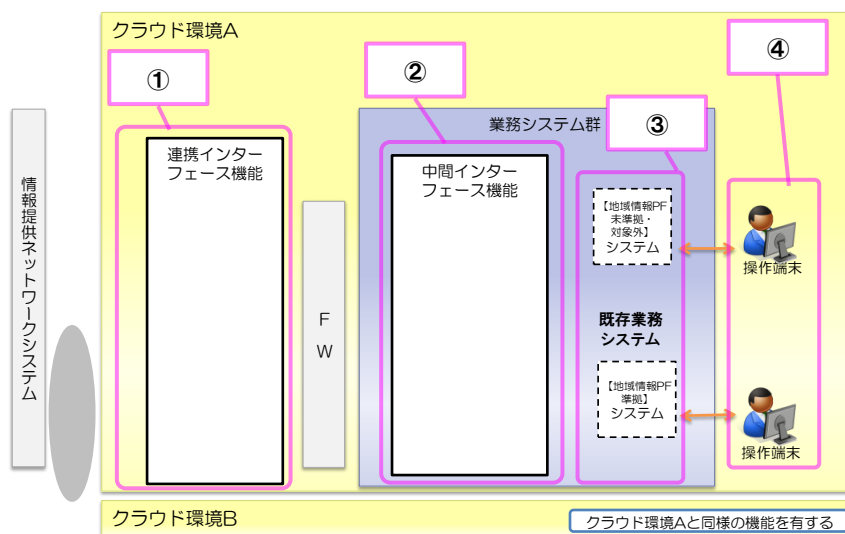 クラウド環境A
①
②
③
④
業務システム群
情報提供ネットワークシステム
連携インター
フェース機能
F
W
中間インター
フェース機能
【地域情報PF
未準拠・
対象外】
システム
既存業務
システム
【地域情報PF
準拠】
システム
操作端末
操作端末
クラウド環境B
クラウド環境Aと同様の機能を有する